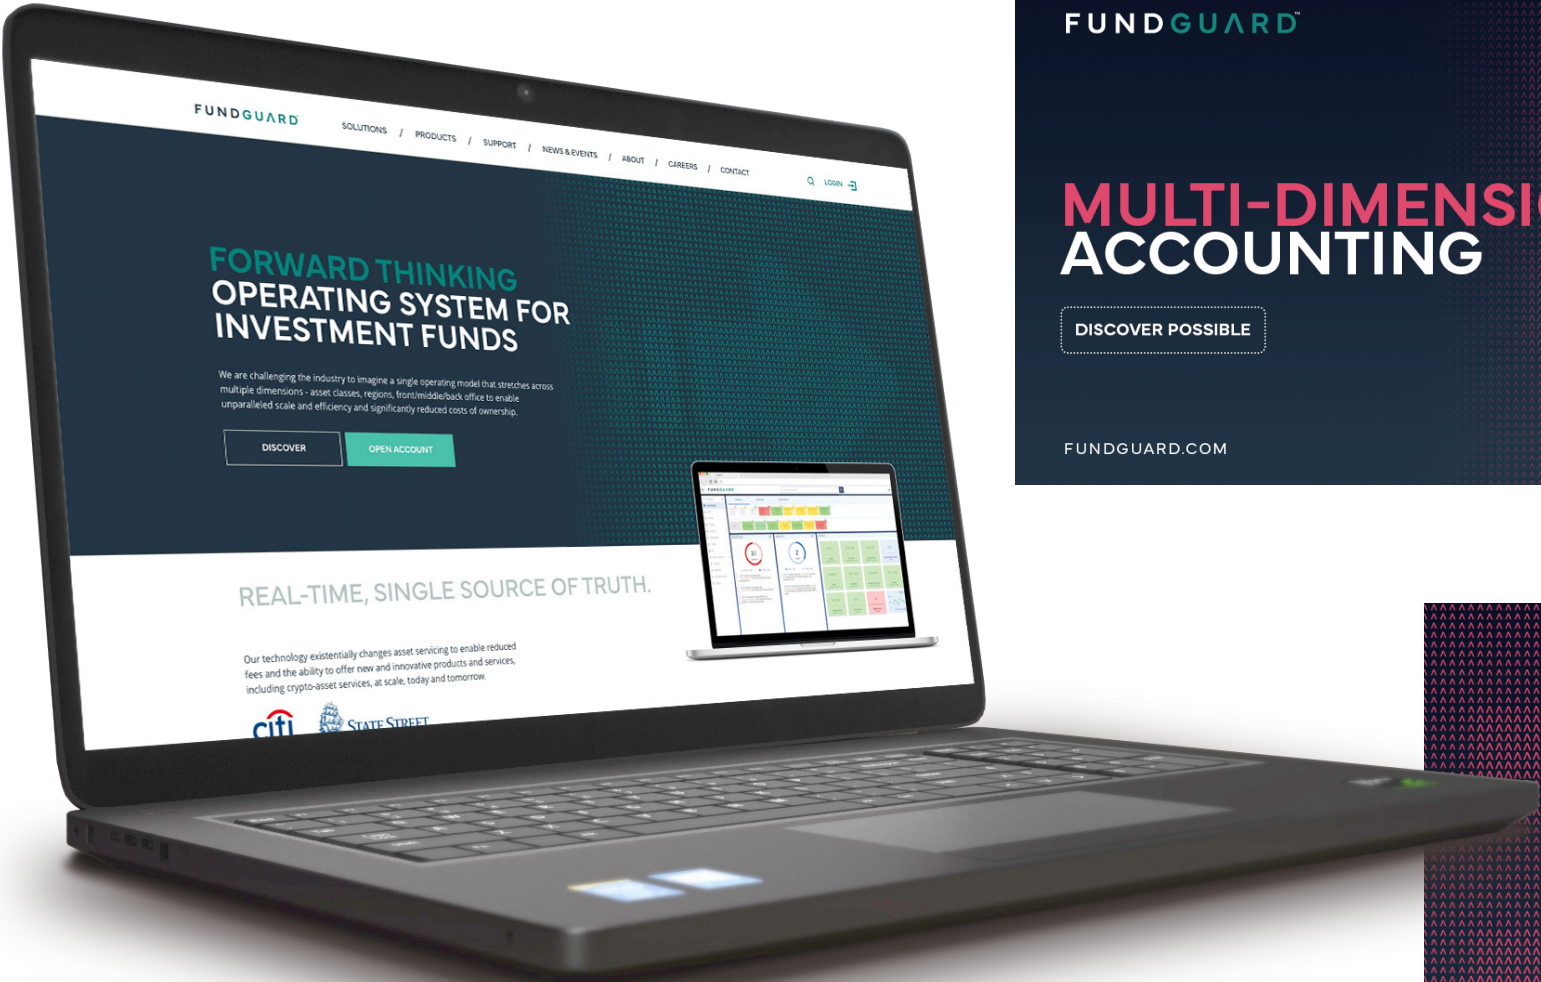 FUNDGUARD
SOLUTIONS / PRODUCTS / SUPPORT / NEWS & EVENTS / ABOUT / CAREERS / CONTACT
LOGIN
FORWARD THINKING
OPERATING SYSTEM FOR
INVESTMENT FUNDS
We are challenging the industry to imagine a single operating model that stretches across
multiple dimensions - asset classes, regions, front/middle/back office to enable
unparalleled scale and efficiency and significantly reduced costs of ownership.
DISCOVER
OPEN ACCOUNT
FUNDGUARD
REAL-TIME, SINGLE SOURCE OF TRUTH.
Our technology existentially changes asset servicing to enable reduced
fees and the ability to offer new and innovative products and services,
including crypto-asset services, at scale, today and tomorrow.
citi
STATE STREET
FUNDGUARD™
MULTI-DIMENSIO
ACCOUNTING
DISCOVER POSSIBLE
FUNDGUARD.COM